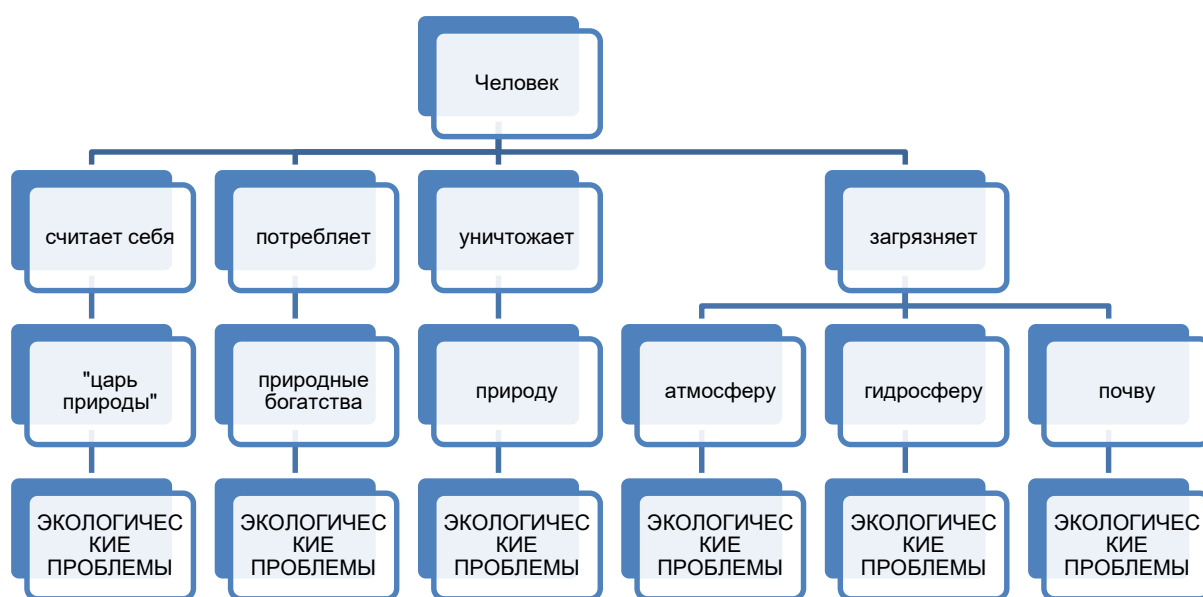 Человек
считает себя
потребляет
уничтожает
загрязняет
"царь
природы"
природные
богатства
природу
атмосферу
гидросферу
почву
ЭКОЛОГИЧЕС
КИЕ
ПРОБЛЕМЫ
ЭКОЛОГИЧЕС
КИЕ
ПРОБЛЕМЫ
ЭКОЛОГИЧЕС
КИЕ
ПРОБЛЕМЫ
ЭКОЛОГИЧЕС
КИЕ
ПРОБЛЕМЫ
ЭКОЛОГИЧЕС
КИЕ
ПРОБЛЕМЫ
ЭКОЛОГИЧЕС
КИЕ
ПРОБЛЕМЫ